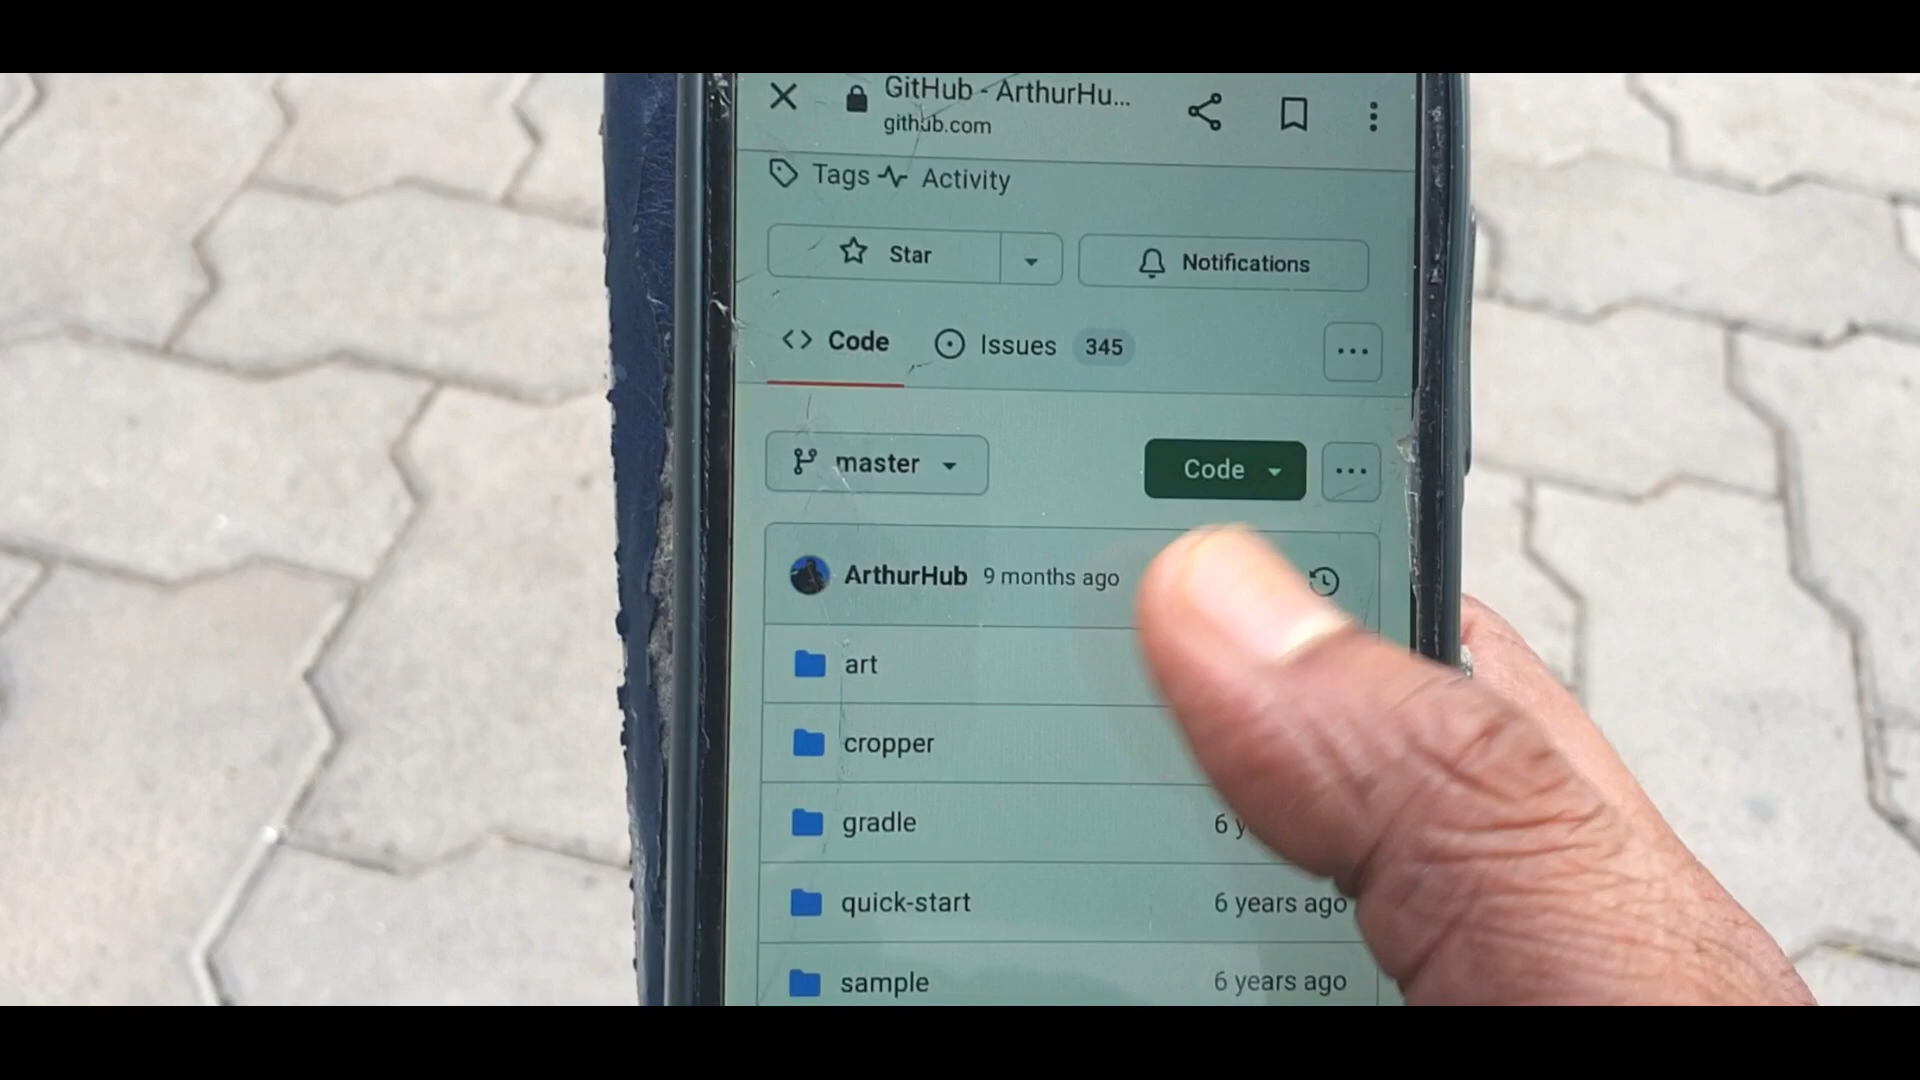 GitHub - ArthurHu...
github.com
Tags Activity
Star
Notifications
Code Issues 345
master
Code
ArthurHub 9 months ago
art
cropper
gradle 6 y
quick-start 6 years ago
sample 6 years ago